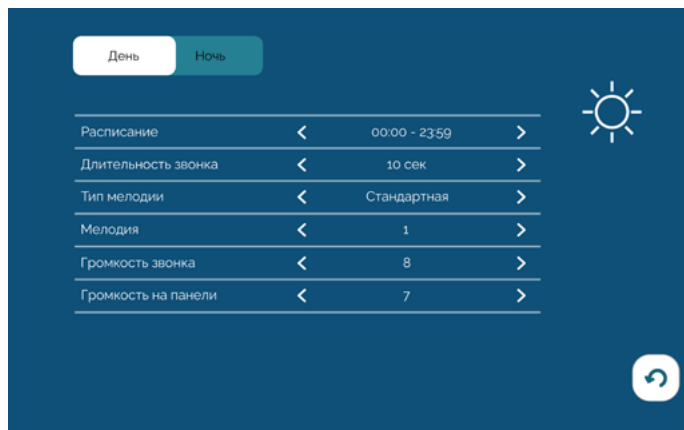 День Ночь
Расписание 00:00 - 23:59
Длительность звонка 10 сек
Тип мелодии Стандартная
Мелодия 1
Громкость звонка 8
Громкость на панели 7